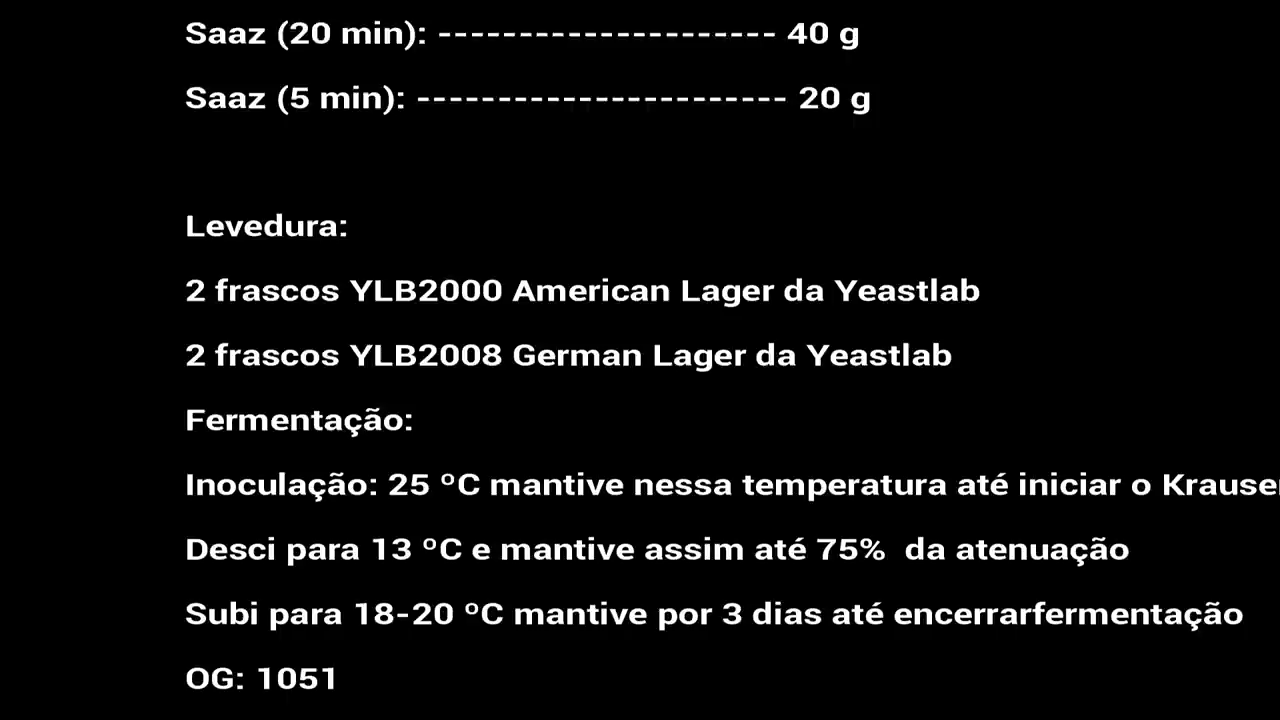 Saaz (20 min): --------------------- 40 g
Saaz (5 min): ----------------------- 20 g
Levedura:
2 frascos YLB2000 American Lager da Yeastlab
2 frascos YLB2008 German Lager da Yeastlab
Fermentação:
Inoculação: 25 ºC mantive nessa temperatura até iniciar o
Desci para 13 ºC e mantive assim até 75%  da atenuação
Subi para 18-20 ºC mantive por 3 dias até encerrarfermentação
OG: 1051